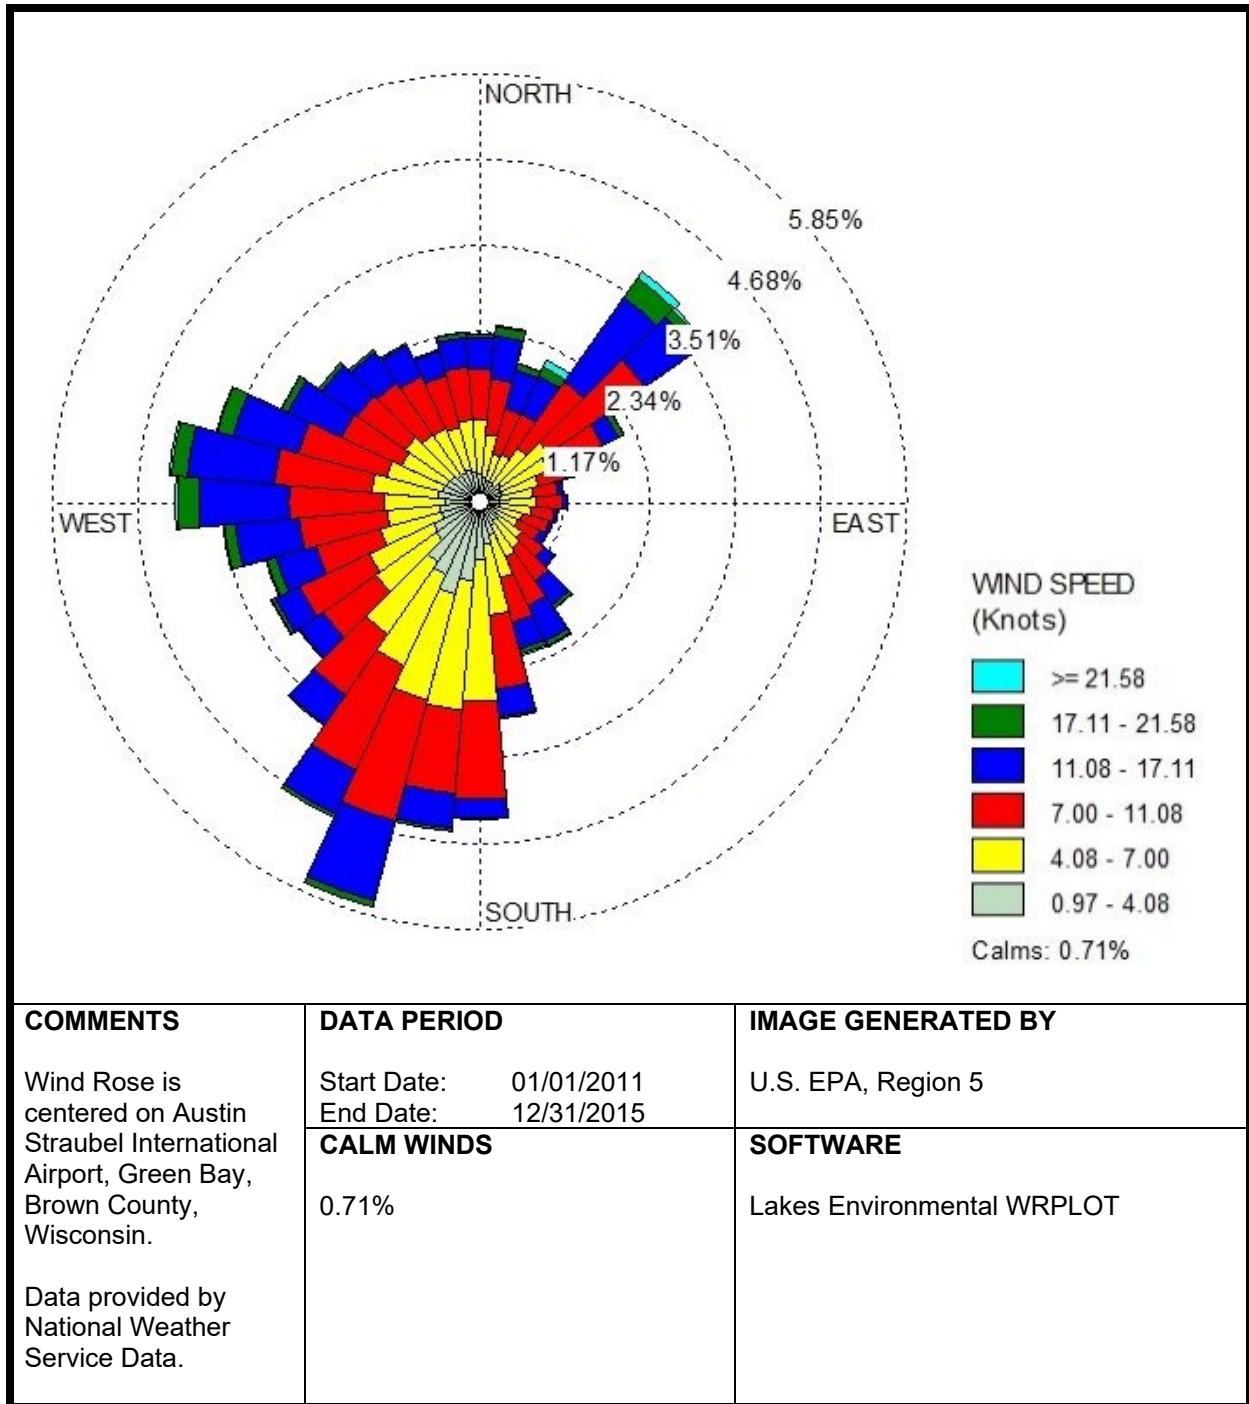 NORTH
5.85%
4.68%
3.51%
2.34%
1.17%
WEST
EAST
SOUTH
WIND SPEED
(Knots)
>= 21.58
17.11 - 21.58
11.08 - 17.11
7.00 - 11.08
4.08 - 7.00
0.97 - 4.08
Calms: 0.71%
COMMENTS
Wind Rose is
centered on Austin
Straubel International
Airport, Green Bay,
Brown County,
Wisconsin.
Data provided by
National Weather
Service Data.
DATA PERIOD
Start Date: 01/01/2011
End Date: 12/31/2015
CALM WINDS
0.71%
IMAGE GENERATED BY
U.S. EPA, Region 5
SOFTWARE
Lakes Environmental WRPLOT